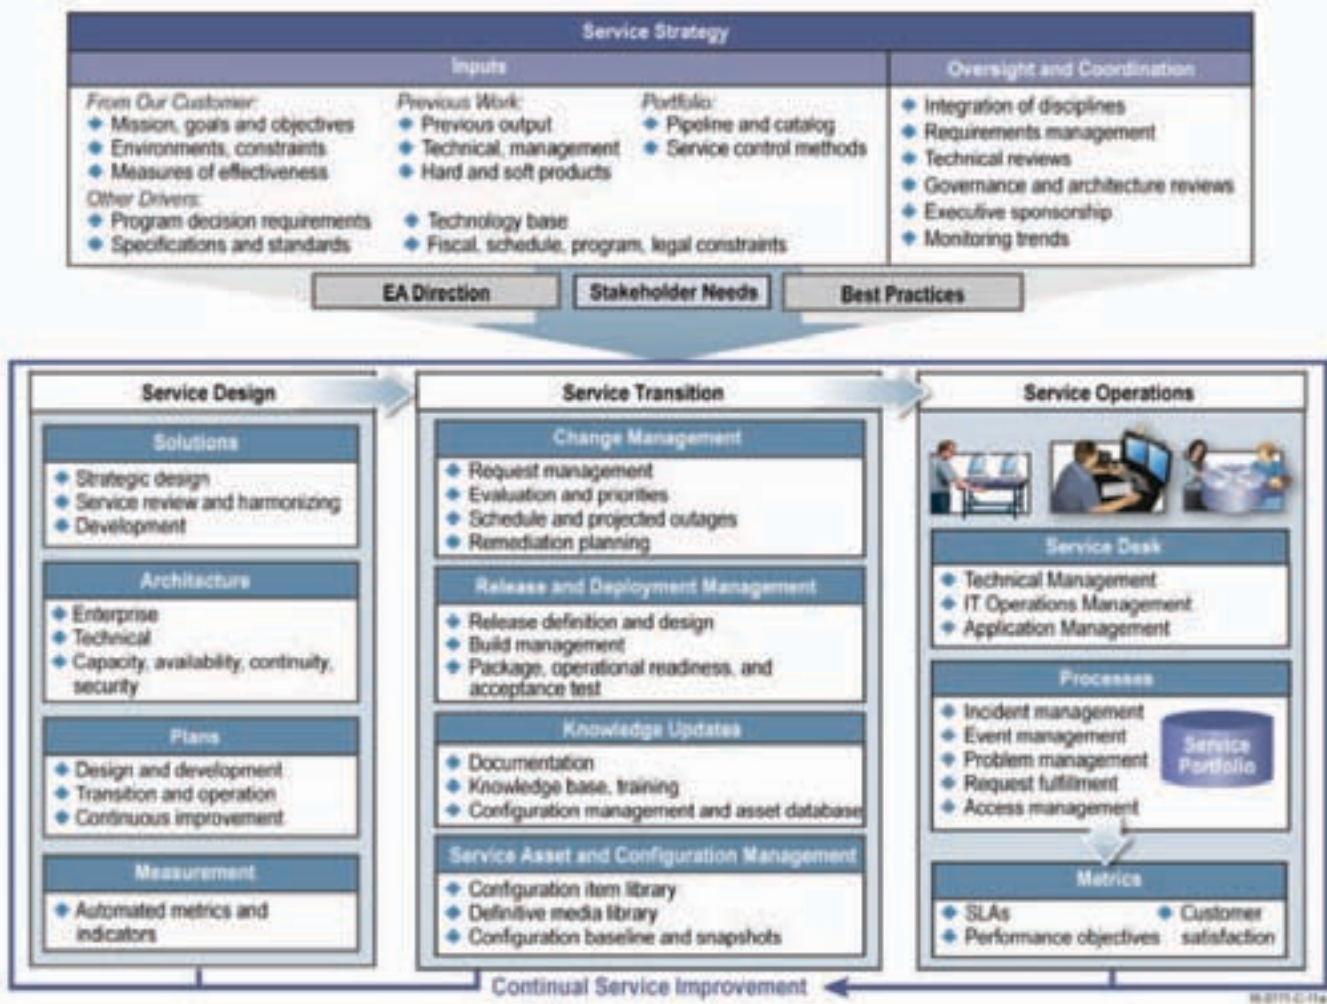 Service Strategy
Inputs
Oversight and Coordination
From Our Customer:
Mission, goals and objectives
Environments, constraints
Measures of effectiveness
Previous Work:
Previous output
Technical, management
Hard and soft products
Portfolio:
Pipeline and catalog
Service control methods
Other Drivers:
Program decision requirements
Specifications and standards
Technology base
Fiscal, schedule, program, legal constraints
Integration of disciplines
Requirements management
Technical reviews
Governance and architecture reviews
Executive sponsorship
Monitoring trends
EA Direction
Stakeholder Needs
Best Practices
Service Design
Solutions
Strategic design
Service review and harmonizing
Development
Architecture
Enterprise
Technical
Capacity, availability, continuity,
security
Plans
Design and development
Transition and operation
Continuous improvement
Measurement
Automated metrics and
indicators
Service Transition
Change Management
Request management
Evaluation and priorities
Schedule and projected outages
Remediation planning
Release and Deployment Management
Release definition and design
Build management
Package, operational readiness, and
acceptance test
Knowledge Updates
Documentation
Knowledge base, training
Configuration management and asset database
Service Asset and Configuration Management
Configuration item library
Definitive media library
Configuration baseline and snapshots
Service Operations
Service Desk
Technical Management
IT Operations Management
Application Management
Processes
Incident management
Event management
Problem management
Request fulfillment
Access management
Service
Portfolio
Metrics
SLAs
Performance objectives
Customer
satisfaction
Continual Service Improvement